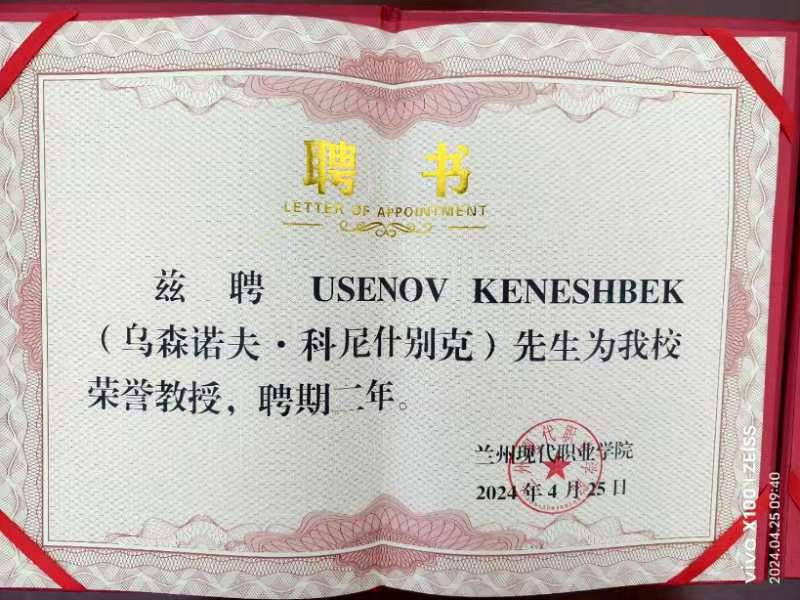 聘 书
LETTER OF APPOINTMENT
兹 聘 USENOV KENESHBEK
（乌森诺夫·科尼什别克）先生为我校
荣誉教授，聘期二年。
兰州现代职业学院
2024年4月25日
vivo X100 | ZEISS
2024.04.25 09:40